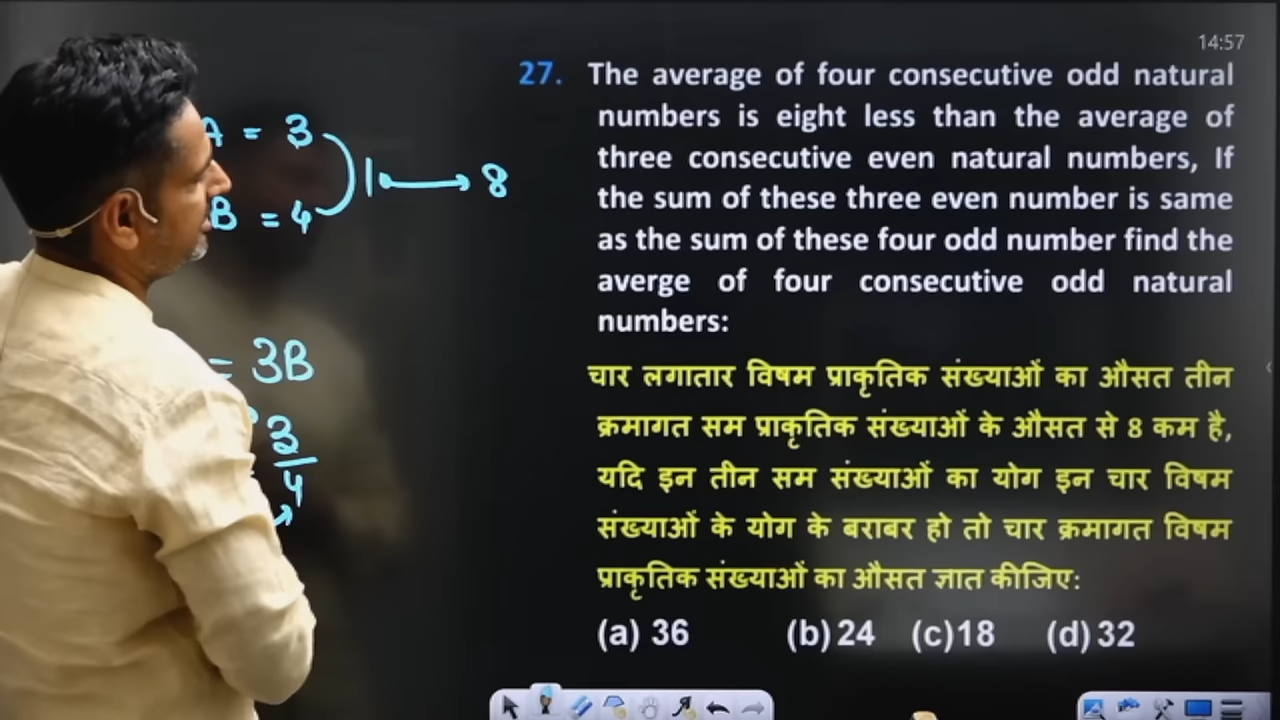 14:57
27. The average of four consecutive odd natural
numbers is eight less than the average of
three consecutive even natural numbers, If
the sum of these three even number is same
as the sum of these four odd number find the
averge of four consecutive odd natural
numbers:
चार लगातार विषम प्राकृतिक संख्याओं का औसत तीन
क्रमागत सम प्राकृतिक संख्याओं के औसत से 8 कम है,
यदि इन तीन सम संख्याओं का योग इन चार विषम
संख्याओं के योग के बराबर हो तो चार क्रमागत विषम
प्राकृतिक संख्याओं का औसत ज्ञात कीजिए:
(a) 36 (b) 24 (c) 18 (d) 32
A = 3
1 → 8
B = 4
= 3B
3
4